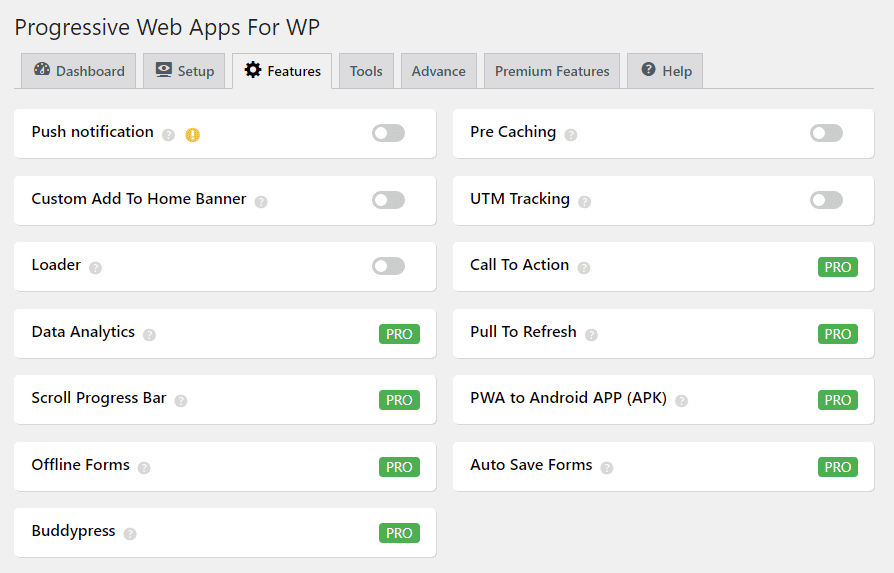 Progressive Web Apps For WP
Dashboard Setup Features Tools Advance Premium Features Help
Push notification
Pre Caching
Custom Add To Home Banner
UTM Tracking
Loader
Call To Action PRO
Data Analytics PRO
Pull To Refresh PRO
Scroll Progress Bar PRO
PWA to Android APP (APK) PRO
Offline Forms PRO
Auto Save Forms PRO
Buddypress PRO